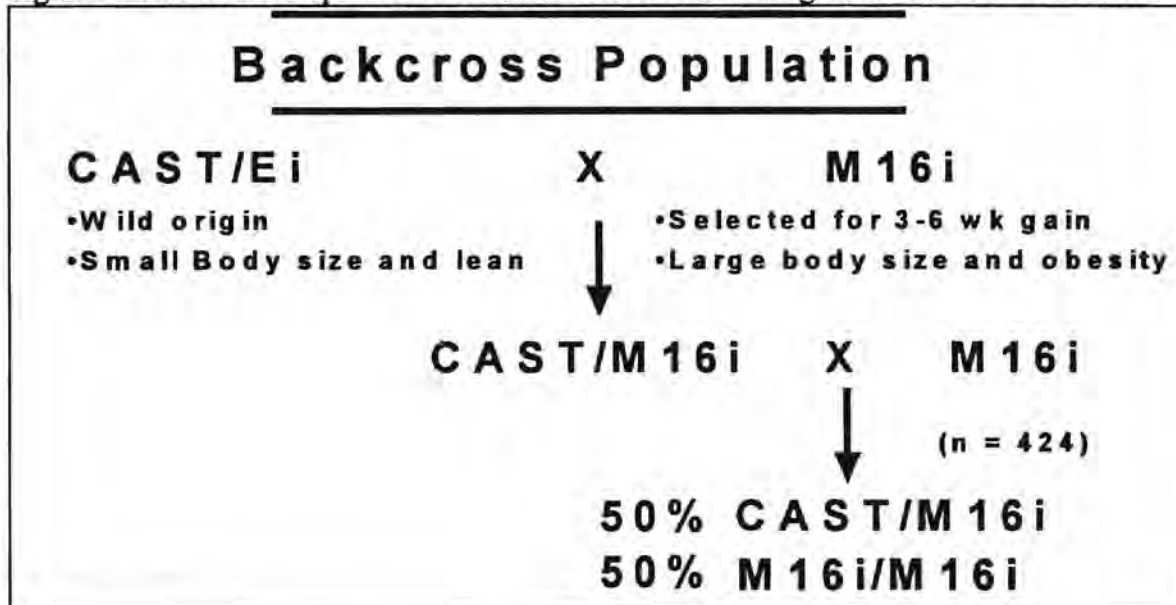 Backcross Population
CAST/Ei X M16i
•Wild origin •Selected for 3-6 wk gain
•Small Body size and lean •Large body size and obesity
CAST/M16i X M16i
(n = 424)
50% CAST/M16i
50% M16i/M16i